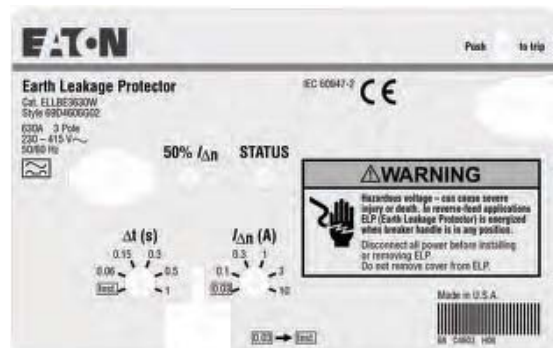 EATON
Push to trip
Earth Leakage Protector
IEC 60947-2 CE
Cat. ELLBE3630W
Style 69D4606G02
630A 3 Pole
230 – 415 V~
50/60 Hz
50% I∆n STATUS
⚠WARNING
Hazardous voltage – can cause severe
injury or death. In reverse-feed applications
ELP (Earth Leakage Protector) is energized
when breaker handle is in any position.
Disconnect all power before installing
or removing ELP.
Do not remove cover from ELP.
∆t (s)
0.15 0.3
0.06 0.5
Inst. 1
I∆n (A)
0.3 1
0.1 3
0.03 10
0.03 → Inst.
Made in U.S.A.